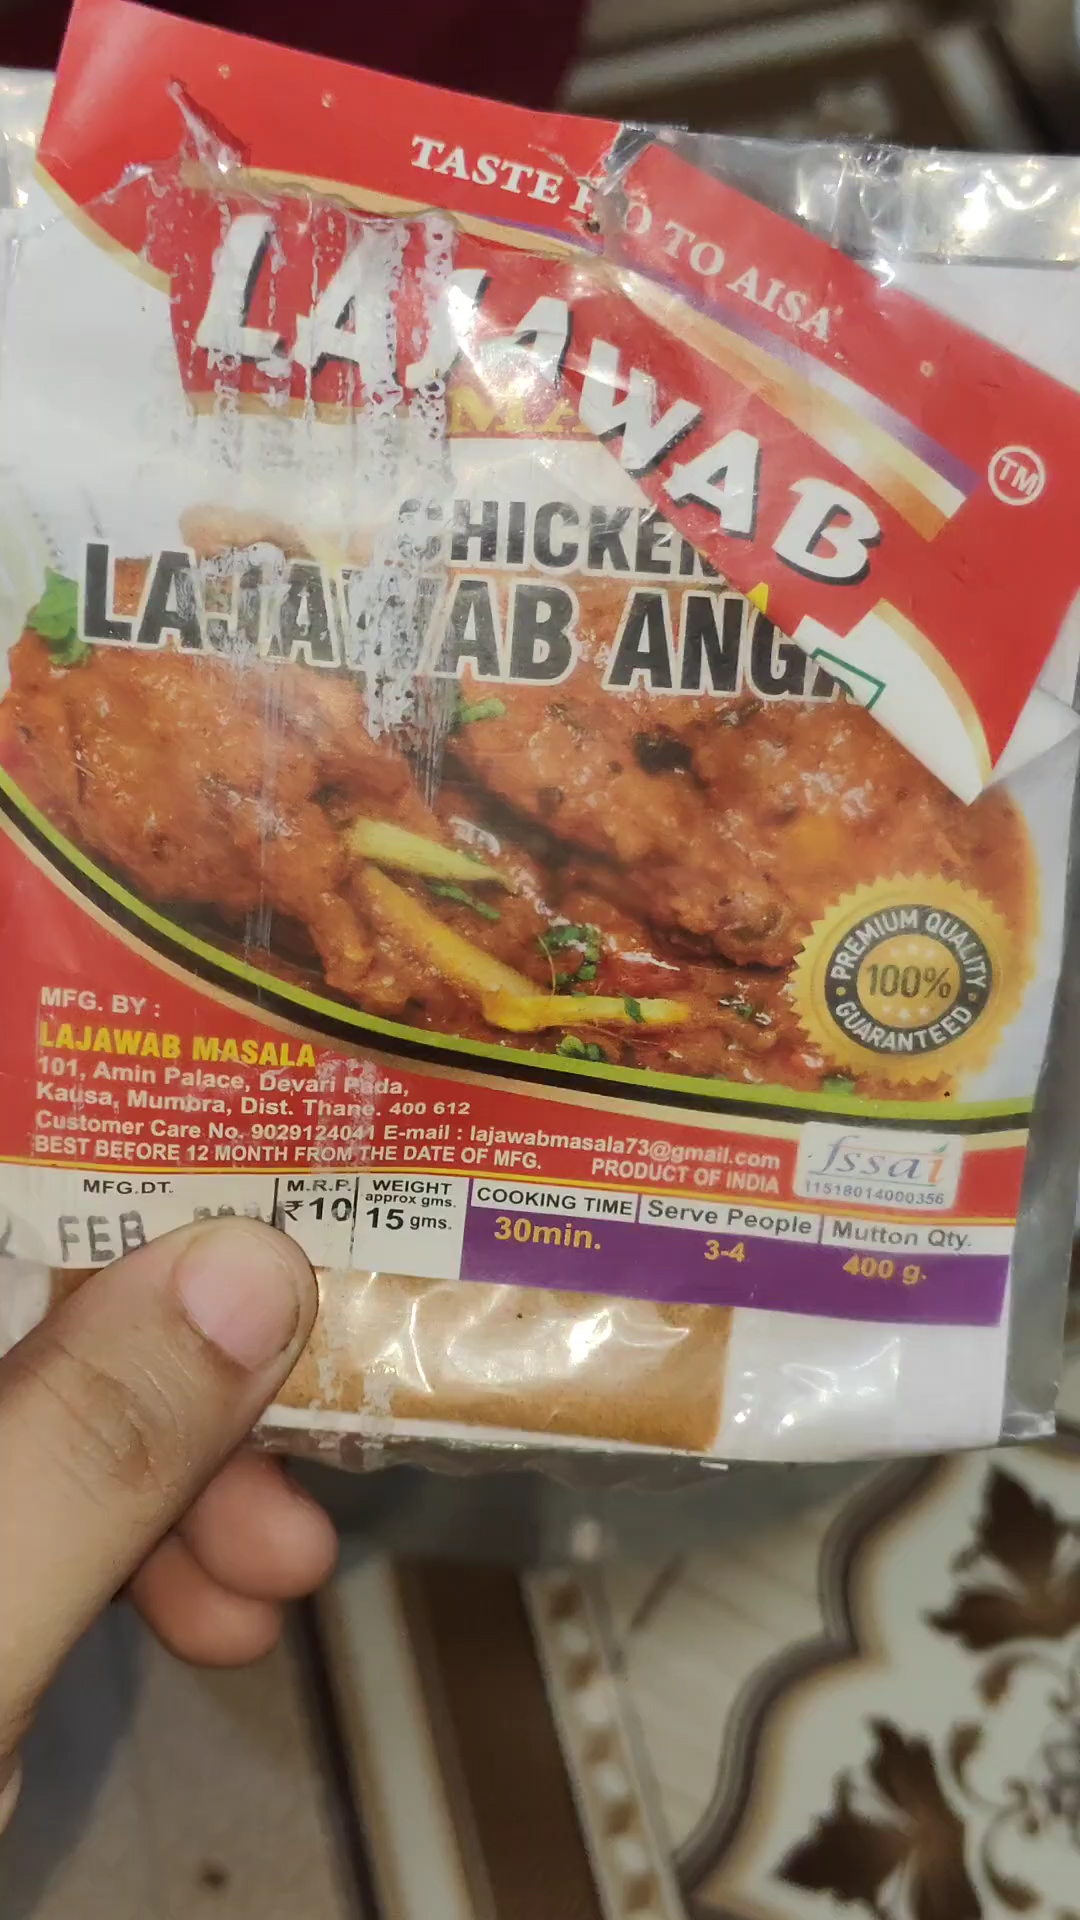 TASTE HO TO AISA
TM
LAJAWAB
CHICKEN
LAJAWAB
PREMIUM QUALITY
100%
GUARANTEED
MFG. BY :
LAJAWAB MASALA
101, Amin Palace, Devari Pada,
Kausa, Mumbra, Dist. Thane. 400 612
Customer Care No. 9029124041 E-mail : lajawabmasala73@gmail.com
BEST BEFORE 12 MONTH FROM THE DATE OF MFG. PRODUCT OF INDIA
fssai
11518014000356
MFG.DT. M.R.P. WEIGHT COOKING TIME Serve People Mutton Qty.
approx gms.
FEB ₹10 15 gms. 30min. 3-4 400 g.